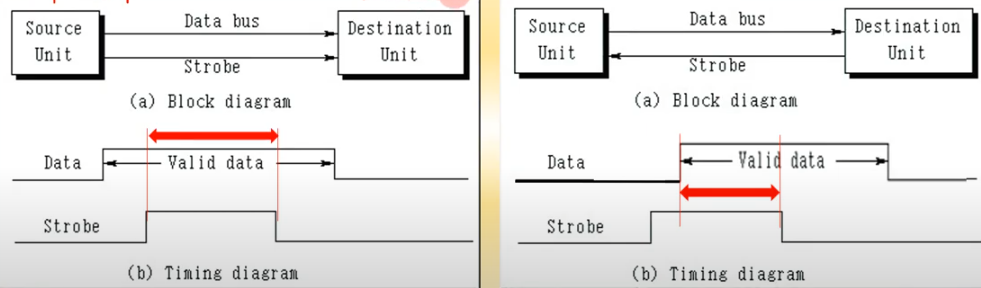 Source
Unit
Data bus
Strobe
Destination
Unit
(a) Block diagram
Data
Valid data
Strobe
(b) Timing diagram
Source
Unit
Data bus
Strobe
Destination
Unit
(a) Block diagram
Data
Valid data
Strobe
(b) Timing diagram